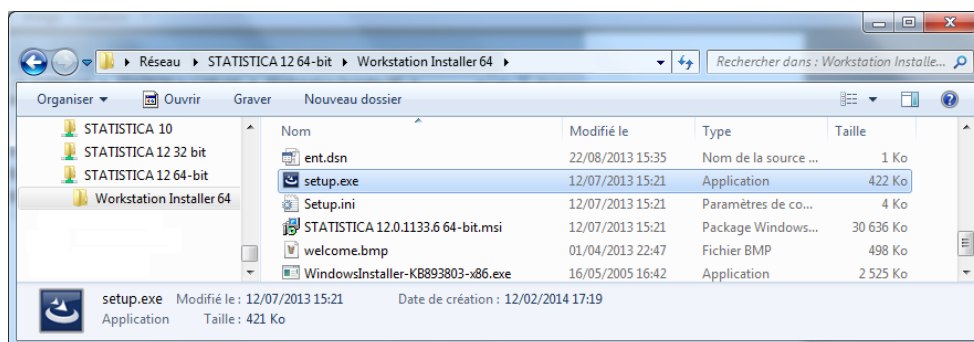 Réseau ▸ STATISTICA 12 64-bit ▸ Workstation Installer 64 ▸ Rechercher dans : Workstation Installe...
Organiser Ouvrir Graver Nouveau dossier
STATISTICA 10
STATISTICA 12 32 bit
STATISTICA 12 64-bit
Workstation Installer 64
Nom Modifié le Type Taille
ent.dsn 22/08/2013 15:35 Nom de la source ... 1 Ko
setup.exe 12/07/2013 15:21 Application 422 Ko
Setup.ini 12/07/2013 15:21 Paramètres de co... 4 Ko
STATISTICA 12.0.1133.6 64-bit.msi 12/07/2013 15:21 Package Windows... 30 636 Ko
welcome.bmp 01/04/2013 22:47 Fichier BMP 498 Ko
WindowsInstaller-KB893803-x86.exe 16/05/2005 16:42 Application 2 525 Ko
setup.exe Modifié le : 12/07/2013 15:21 Date de création : 12/02/2014 17:19
Application Taille : 421 Ko